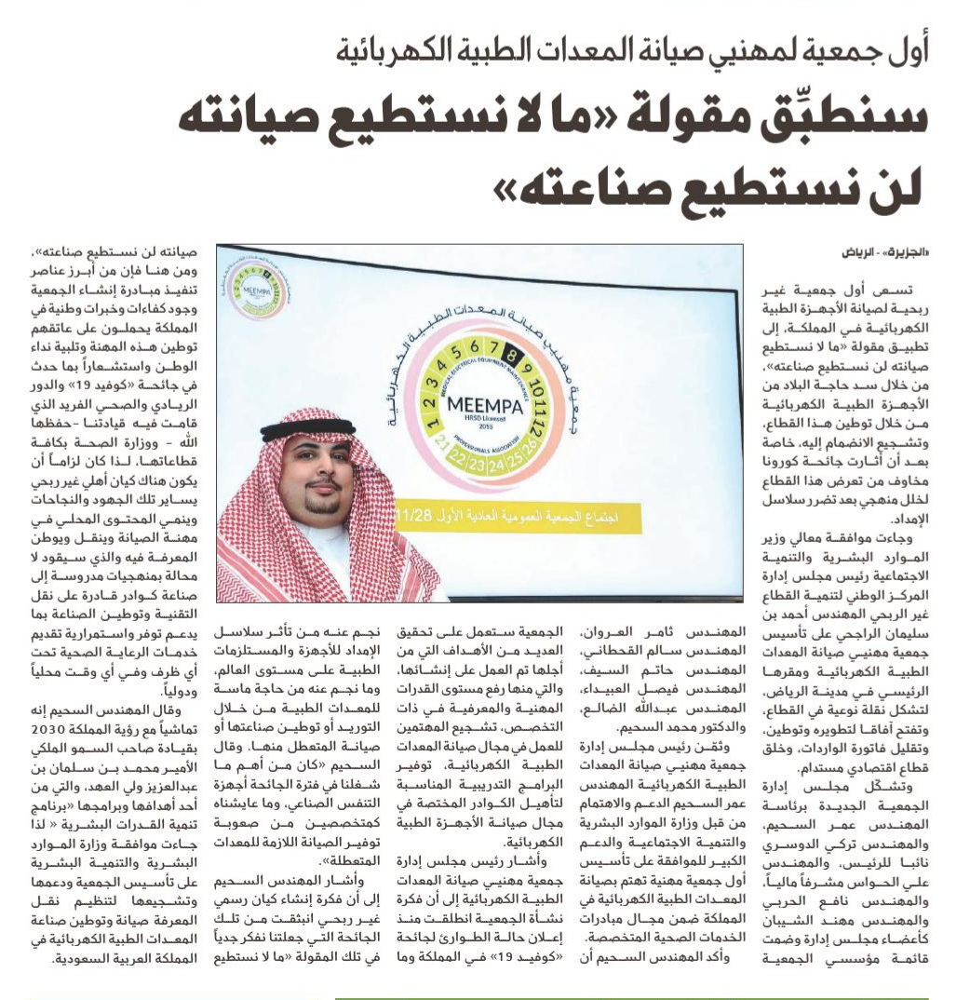 أول جمعية لمهنيي صيانة المعدات الطبية الكهربائية
سنطبِّق مقولة «ما لا نستطيع صيانته
لن نستطيع صناعته»
«الجزيرة» - الرياض
تسعى أول جمعية غير
ربحية لصيانة الأجهزة الطبية
الكهربائية في المملكة، إلى
تطبيق مقولة «ما لا نستطيع
صيانته لن نستطيع صناعته»،
من خلال سد حاجة البلاد من
الأجهزة الطبية الكهربائية
من خلال توطين هذا القطاع،
وتشجيع الانضمام إليه، خاصة
بعد أن أثارت جائحة كورونا
مخاوف من تعرض هذا القطاع
لخلل منهجي بعد تضرر سلاسل
الإمداد.
وجاءت موافقة معالي وزير
الموارد البشرية والتنمية
الاجتماعية رئيس مجلس إدارة
المركز الوطني لتنمية القطاع
غير الربحي المهندس أحمد بن
سليمان الراجحي على تأسيس
جمعية مهنيي صيانة المعدات
الطبية الكهربائية ومقرها
الرئيسي في مدينة الرياض،
لتشكل نقلة نوعية في القطاع،
وتفتح آفاقًا لتطويره وتوطين،
وتقليل فاتورة الواردات، وخلق
قطاع اقتصادي مستدام.
وتشكّل مجلس إدارة
الجمعية الجديدة برئاسة
المهندس عمر السحيم،
والمهندس تركي الدوسري
نائبا للرئيس، والمهندس
علي الحواس مشرفاً مالياً،
والمهندس نافع الحربي
والمهندس مهند الشيبان
كأعضاء مجلس إدارة وضمت
قائمة مؤسسي الجمعية
المهندس ثامر العروان،
المهندس سالم القحطاني،
المهندس حاتم السيف،
المهندس فيصل العبيداء،
المهندس عبدالله الضالع،
والدكتور محمد السحيم.
وثمّن رئيس مجلس إدارة
جمعية مهنيي صيانة المعدات
الطبية الكهربائية المهندس
عمر السحيم الدعم والاهتمام
من قبل وزارة الموارد البشرية
والتنمية الاجتماعية والدعم
الكبير للموافقة على تأسيس
أول جمعية مهنية تهتم بصيانة
المعدات الطبية الكهربائية في
المملكة ضمن مجال مبادرات
الخدمات الصحية المتخصصة.
وأكد المهندس السحيم أن
الجمعية ستعمل على تحقيق
العديد من الأهداف التي من
أجلها تم العمل على إنشائها،
والتي منها رفع مستوى القدرات
المهنية والمعرفية في ذات
التخصص، تشجيع المهتمين
للعمل في مجال صيانة المعدات
الطبية الكهربائية، توفير
البرامج التدريبية المناسبة
لتأهيل الكوادر المختصة في
مجال صيانة الأجهزة الطبية
الكهربائية.
وأشار رئيس مجلس إدارة
جمعية مهنيي صيانة المعدات
الطبية الكهربائية إلى أن فكرة
نشأة الجمعية انطلقت منذ
إعلان حالة الطوارئ لجائحة
«كوفيد 19» في المملكة وما
نجم عنه من تأثر سلاسل
الإمداد للأجهزة والمستلزمات
الطبية على مستوى العالم،
وما نجم عنه من حاجة ماسة
للمعدات الطبية من خلال
التوريد أو توطين صناعتها أو
صيانة المتعطل منها. وقال
السحيم «كان من أهم ما
شغلنا في فترة الجائحة أجهزة
التنفس الصناعي، وما عايشناه
كمتخصصين من صعوبة
توفير الصيانة اللازمة للمعدات
المتعطلة».
وأشار المهندس السحيم
إلى أن فكرة إنشاء كيان رسمي
غير ربحي انبثقت من تلك
الجائحة التي جعلتنا نفكر جدياً
في تلك المقولة «ما لا نستطيع
صيانته لن نستطيع صناعته»،
ومن هنا فإن من أبرز عناصر
تنفيذ مبادرة إنشاء الجمعية
وجود كفاءات وخبرات وطنية في
المملكة يحملون على عاتقهم
توطين هذه المهنة وتلبية نداء
الوطن واستشعاراً بما حدث
في جائحة «كوفيد 19» والدور
الريادي والصحي الفريد الذي
قامت فيه قيادتنا -حفظها
الله - ووزارة الصحة بكافة
قطاعاتها، لذا كان لزاماً أن
يكون هناك كيان أهلي غير ربحي
يساير تلك الجهود والنجاحات
وينمي المحتوى المحلي في
مهنة الصيانة وينقل ويوطن
المعرفة فيه والذي سيقود لا
محالة بمنهجيات مدروسة إلى
صناعة كوادر قادرة على نقل
التقنية وتوطين الصناعة بما
يدعم توفر واستمرارية تقديم
خدمات الرعاية الصحية تحت
أي ظرف وفي أي وقت محلياً
ودولياً.
وقال المهندس السحيم إنه
تماشياً مع رؤية المملكة 2030
بقيادة صاحب السمو الملكي
الأمير محمد بن سلمان بن
عبدالعزيز ولي العهد، والتي من
أحد أهدافها وبرامجها «برنامج
تنمية القدرات البشرية « لذا
جاءت موافقة وزارة الموارد
البشرية والتنمية البشرية
على تأسيس الجمعية ودعمها
وتشجيعها لتنظيم نقل
المعرفة صيانة وتوطين صناعة
المعدات الطبية الكهربائية في
المملكة العربية السعودية.
جمعية مهنيي صيانة المعدات الطبية الكهربائية
1 2 3 4 5 6 7 8 9 10 11 12
MEDICAL ELECTRICAL EQUIPMENT MAINTENANCE
MEEMPA
HRSD Licensed
PROFESSIONALS ASSOCIATION
21 22 23 24 25 26
اجتماع الجمعية العمومية العادية الأول 11/28
MEEMPA